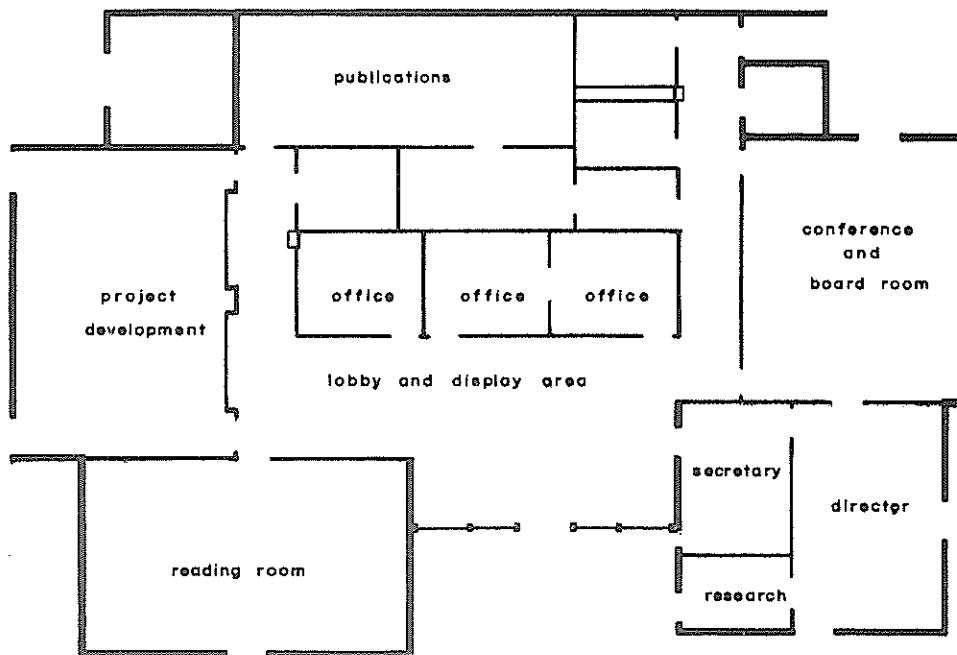 publications
conference
and
board room
project
development
office
office
office
lobby and display area
secretary
director
reading room
research